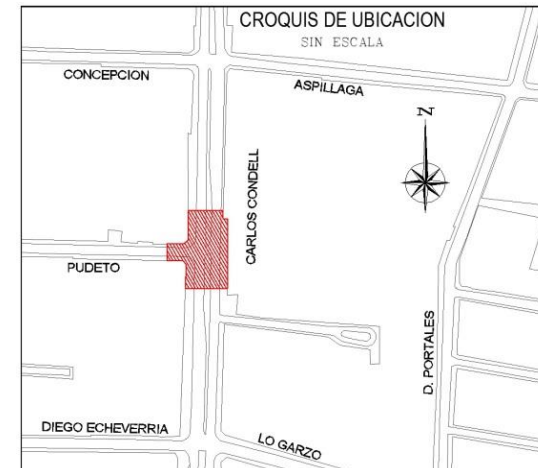 CROQUIS DE UBICACION
SIN ESCALA
CONCEPCION
ASPILLAGA
N
CARLOS CONDELL
PUDETO
D. PORTALES
DIEGO ECHEVERRIA
LO GARZO